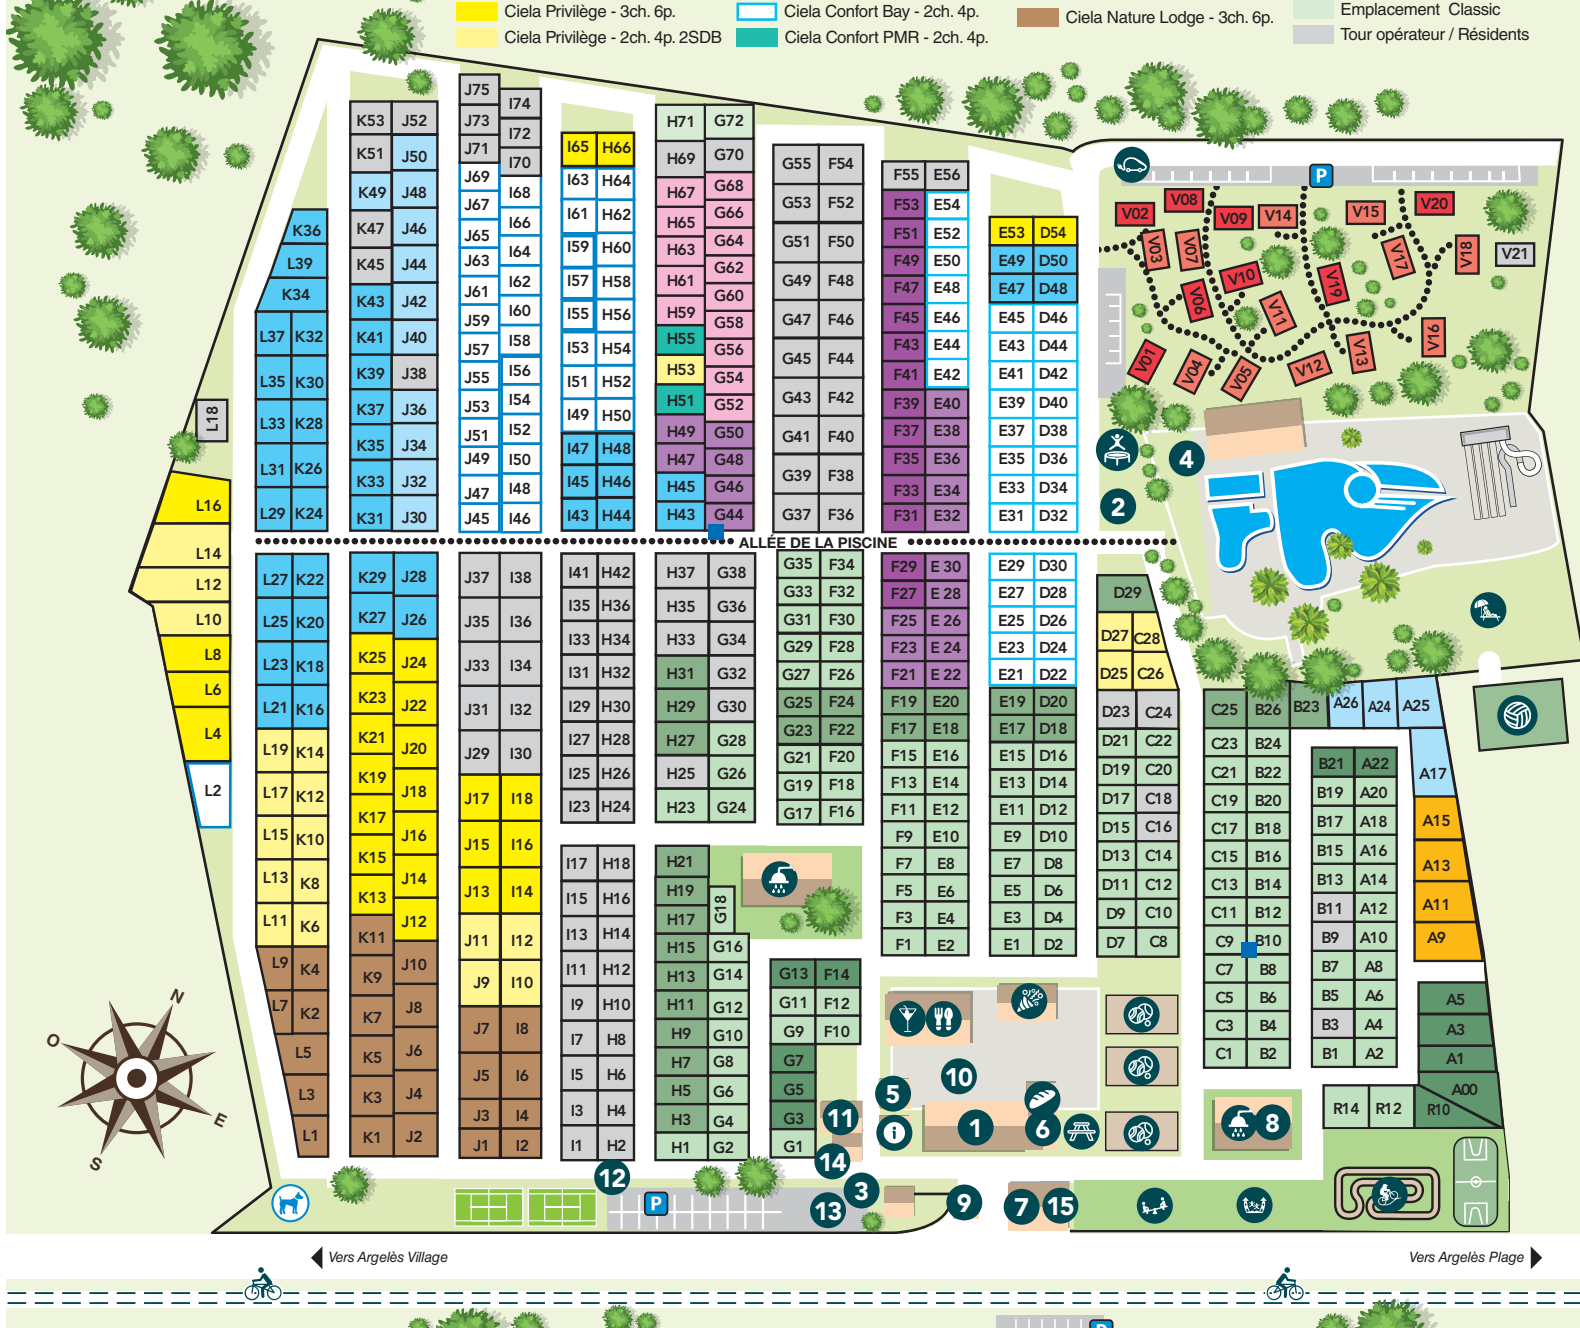 Ciela Privilège - 3ch. 6p.
Ciela Confort Bay - 2ch. 4p.
Ciela Nature Lodge - 3ch. 6p.
Emplacement Classic
Ciela Privilège - 2ch. 4p. 2SDB
Ciela Confort PMR - 2ch. 4p.
Tour opérateur / Résidents
K36
L39
K34
L37 K32
L35 K30
L33 K28
L31 K26
L29 K24
L18
L16
L14
L12
L10
L8
L6
L4
L2
K53 J52
K51 J50
K49 J48
K47 J46
K45 J44
K43 J42
K41 J40
K39 J38
K37 J36
K35 J34
K33 J32
K31 J30
J75 I74
J73 I72
J71 I70
J69 I68
J67 I66
J65 I64
J63 I62
J61 I60
J59 I58
J57 I56
J55 I54
J53 I52
J51 I50
J49 I48
J47 I46
J45
I65 H66
I63 H64
I61 H62
I59 H60
I57 H58
I55 H56
I53 H54
I51 H52
I49 H50
I47 H48
I45 H46
I43 H44
H71 G72
H69 G70
H67 G68
H65 G66
H63 G64
H61 G62
H59 G60
H55 G58
H53 G56
H51 G54
H49 G52
H47 G50
H45 G48
H43 G46
G44
G55 F54
G53 F52
G51 F50
G49 F48
G47 F46
G45 F44
G43 F42
G41 F40
G39 F38
G37 F36
F55 E56
F53 E54
F51 E52
F49 E50
F47 E48
F45 E46
F43 E44
F41 E42
F39 E40
F37 E38
F35 E36
F33 E34
F31 E32
E53 D54
E49 D50
E47 D48
E45 D46
E43 D44
E41 D42
E39 D40
E37 D38
E35 D36
E33 D34
E31 D32
P
V02
V08
V09
V14
V15
V20
V03
V07
V17
V18
V21
V10
V19
V06
V11
V01
V04
V05
V12
V13
V16
4
2
ALLÉE DE LA PISCINE
L27 K22
L25 K20
L23 K18
L21 K16
L19 K14
L17 K12
L15 K10
L13 K8
L11 K6
L9 K4
L7 K2
L5
L3
L1
K29 J28
K27 J26
K25 J24
K23 J22
K21 J20
K19 J18
K17 J16
K15 J14
K13 J12
K11 J10
K9 J8
K7 J6
K5 J4
K3 J2
K1
J37 I38
J35 I36
J33 I34
J31 I32
J29 I30
J17 I18
J15 I16
J13 I14
J11 I12
J9 I10
J7 I8
J5 I6
J3 I4
J1 I2
I41 H42
I35 H36
I33 H34
I31 H32
I29 H30
I27 H28
I25 H26
I23 H24
I17 H18
I15 H16
I13 H14
I11 H12
I9 H10
I7 H8
I5 H6
I3 H4
I1 H2
H37 G38
H35 G36
H33 G34
H31 G32
H29 G30
H27 G28
H25 G26
H23 G24
H21
H19 G18
H17
H15 G16
H13 G14
H11 G12
H9 G10
H7 G8
H5 G6
H3 G4
H1 G2
G35 F34
G33 F32
G31 F30
G29 F28
G27 F26
G25 F24
G23 F22
G21 F20
G19 F18
G17 F16
G13 F14
G11 F12
G9 F10
G7
G5
G3
G1
F29 E 30
F27 E 28
F25 E 26
F23 E 24
F21 E 22
F19 E20
F17 E18
F15 E16
F13 E14
F11 E12
F9 E10
F7 E8
F5 E6
F3 E4
F1 E2
E29 D30
E27 D28
E25 D26
E23 D24
E21 D22
E19 D20
E17 D18
E15 D16
E13 D14
E11 D12
E9 D10
E7 D8
E5 D6
E3 D4
E1 D2
D29
D27 C28
D25 C26
D23 C24
D21 C22
D19 C20
D17 C18
D15 C16
D13 C14
D11 C12
D9 C10
D7 C8
C25 B26
C23 B24
C21 B22
C19 B20
C17 B18
C15 B16
C13 B14
C11 B12
C9 B10
C7 B8
C5 B6
C3 B4
C1 B2
B23 A26 A24 A25
B21 A22
B19 A20
B17 A18
B15 A16
B13 A14
B11 A12
B9 A10
B7 A8
B5 A6
B3 A4
B1 A2
A17
A15
A13
A11
A9
A5
A3
A1
A00
R14 R12 R10
N
O
E
S
10
5
11
1
6
8
14
12
3
13
9
7
15
i
P
Vers Argelès Village
Vers Argelès Plage
P